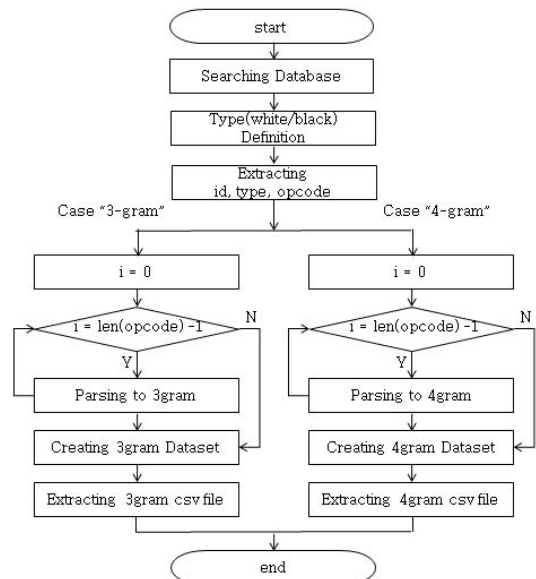 start
Searching Database
Type(white/black)
Definition
Extracting
id, type, opcode
Case "3-gram"
Case "4-gram"
i = 0
i = 0
i = len(opcode) -1
N
Y
i = len(opcode) -1
N
Y
Parsing to 3gram
Parsing to 4gram
Creating 3gram Dataset
Creating 4gram Dataset
Extracting 3gram csv file
Extracting 4gram csv file
end